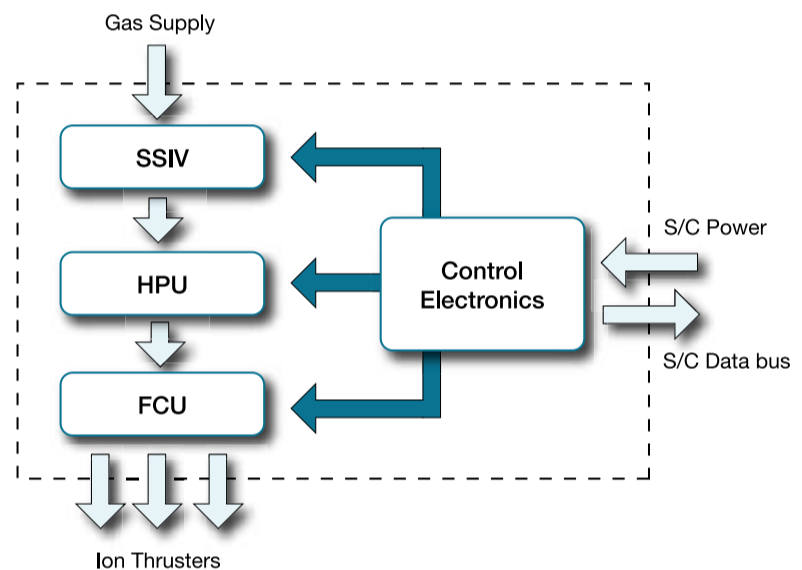 Gas Supply
SSIV
HPU
FCU
Control
Electronics
S/C Power
S/C Data bus
Ion Thrusters